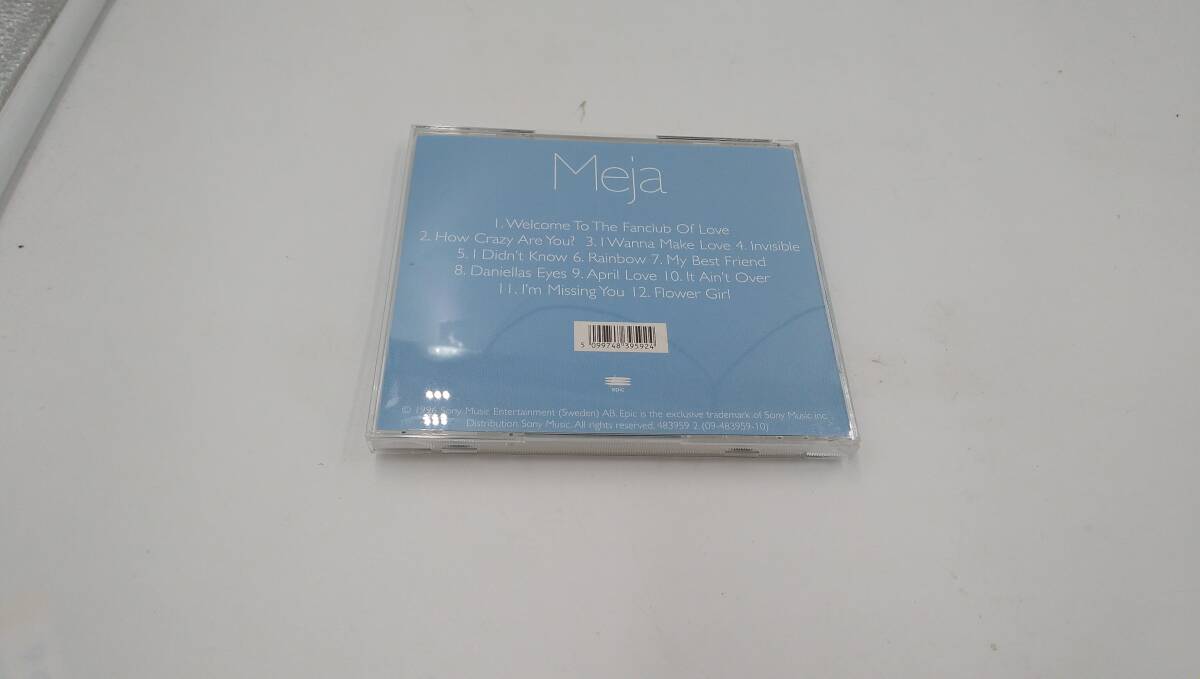 Meja
1. Welcome To The Fanclub Of Love
2. How Crazy Are You? 3. I Wanna Make Love 4. Invisible
5. I Didn't Know 6. Rainbow 7. My Best Friend
8. Daniellas Eyes 9. April Love 10. It Ain't Over
11. I'm Missing You 12. Flower Girl
5 099748 395924
epic
© 1996 Sony Music Entertainment (Sweden) AB. Epic is the exclusive trademark of Sony Music inc.
Distribution Sony Music. All rights reserved. 483959 2 (09-483959-10)